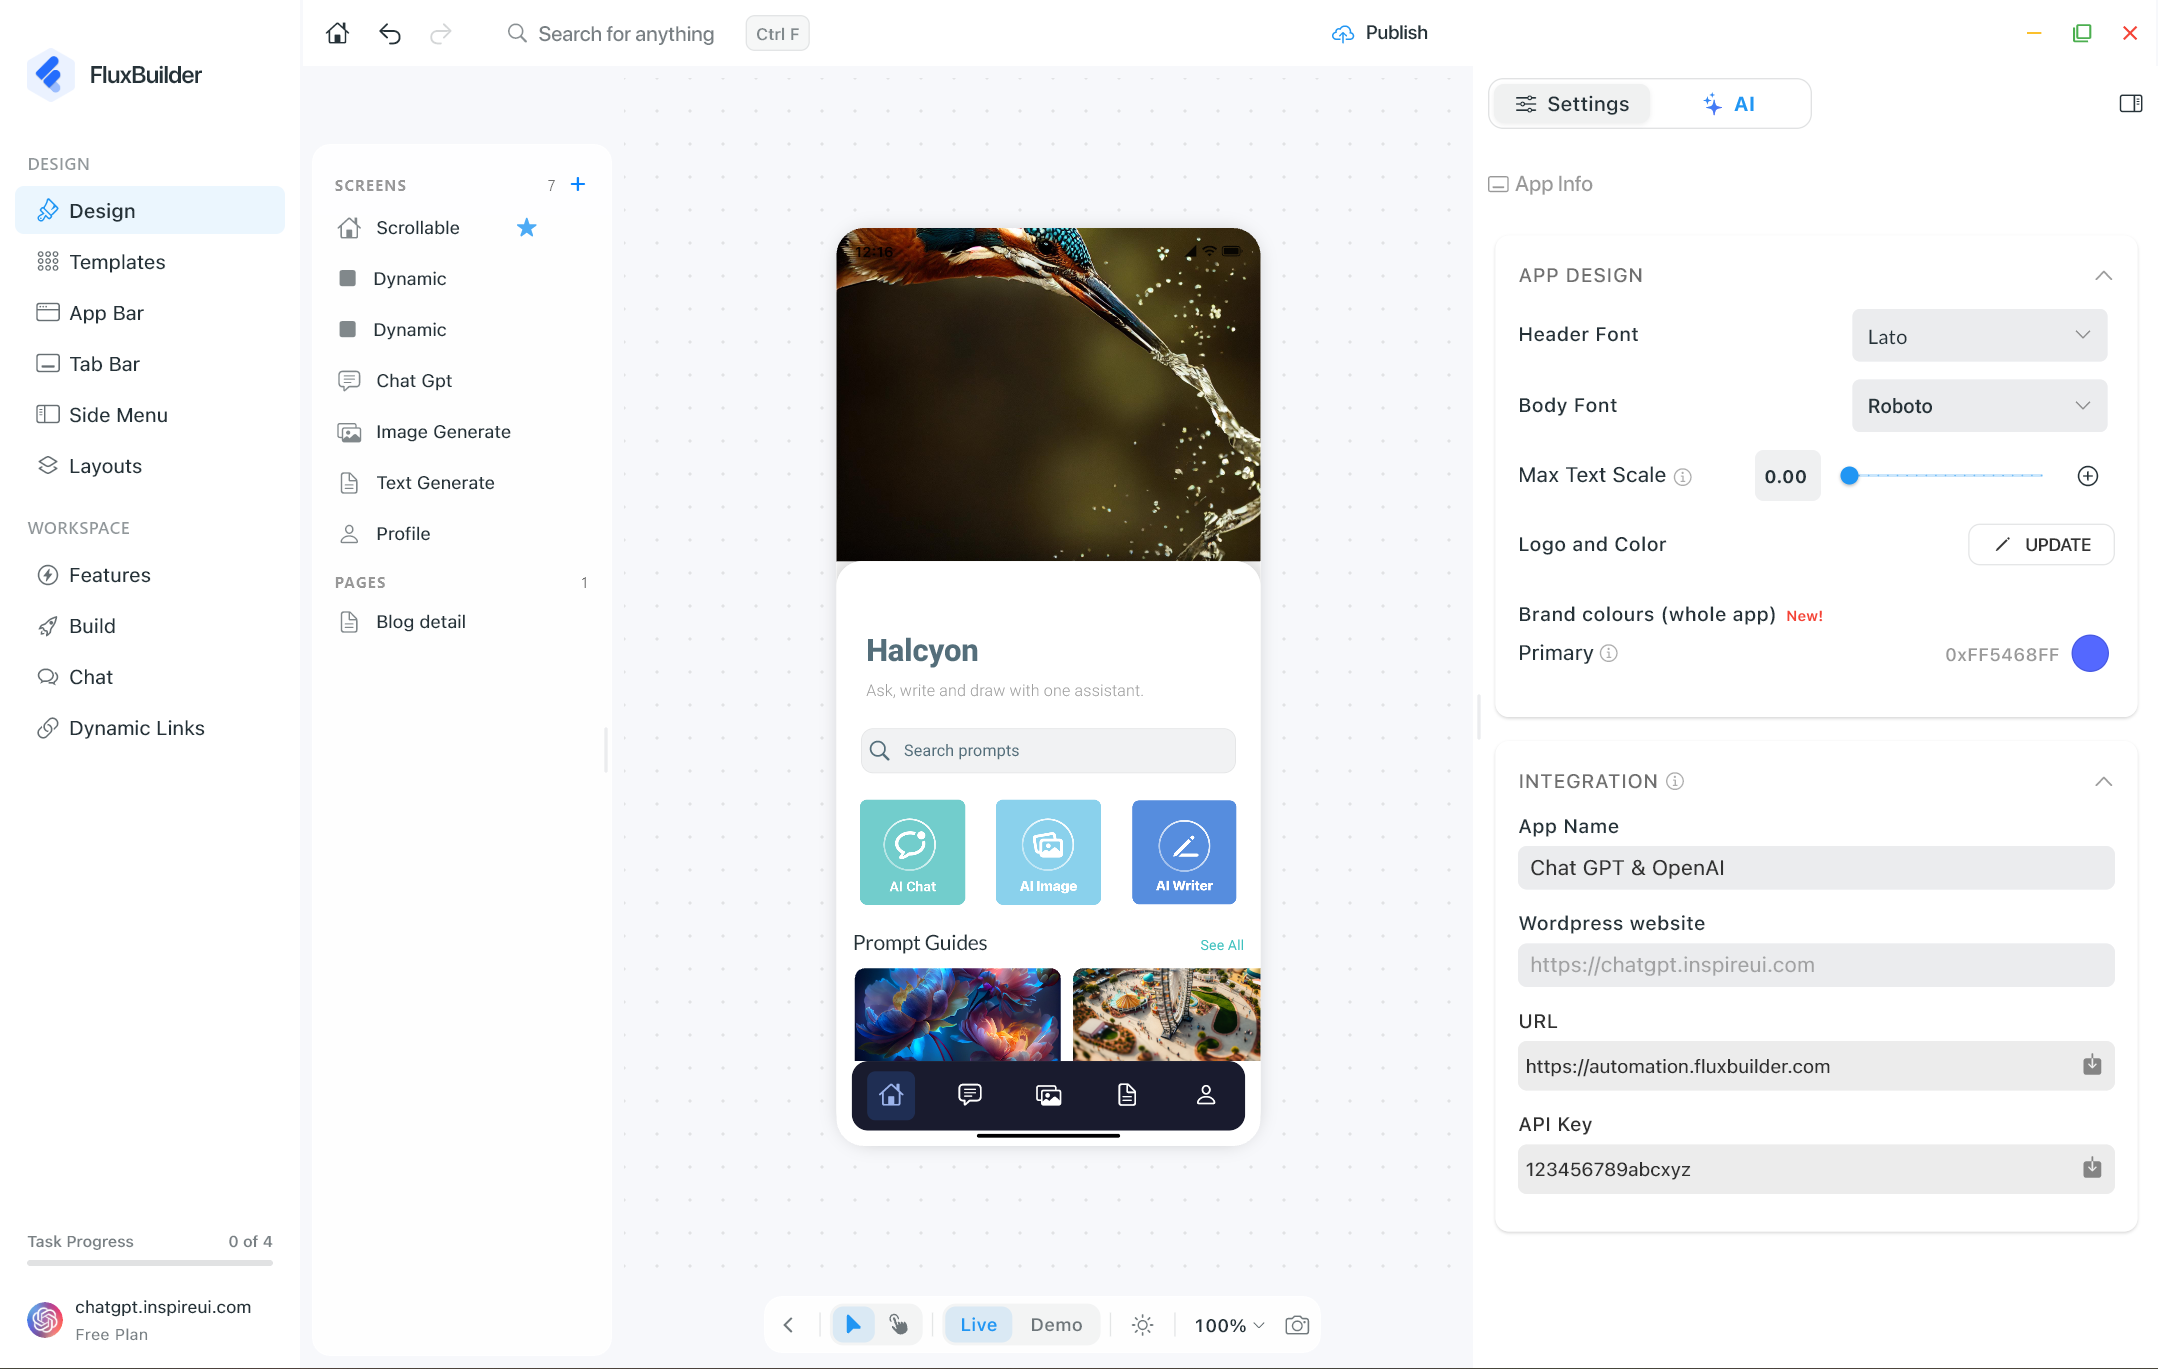 FluxBuilder
DESIGN
Design
Templates
App Bar
Tab Bar
Side Menu
Layouts
WORKSPACE
Features
Build
Chat
Dynamic Links
Task Progress 0 of 4
chatgpt.inspireui.com
Free Plan
Search for anything Ctrl F
Publish
SCREENS 7
Scrollable
Dynamic
Dynamic
Chat Gpt
Image Generate
Text Generate
Profile
PAGES 1
Blog detail
12:16
Halcyon
Ask, write and draw with one assistant.
Search prompts
AI Chat AI Image AI Writer
Prompt Guides See All
Live Demo 100%
Settings AI
App Info
APP DESIGN
Header Font Lato
Body Font Roboto
Max Text Scale 0.00
Logo and Color UPDATE
Brand colours (whole app) New!
Primary 0xFF5468FF
INTEGRATION
App Name
Chat GPT & OpenAI
Wordpress website
https://chatgpt.inspireui.com
URL
https://automation.fluxbuilder.com
API Key
123456789abcxyz